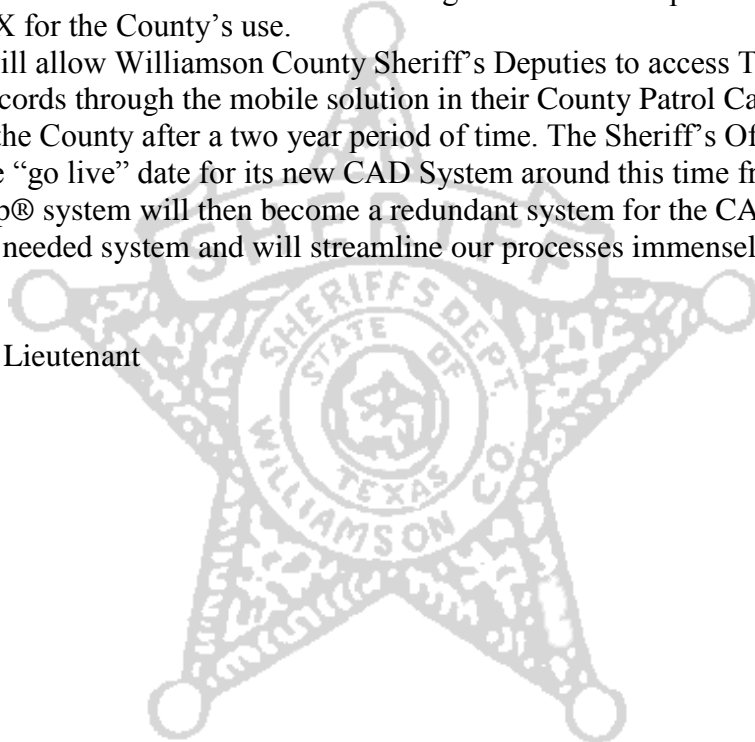 X for the County’s use.
ill allow Williamson County Sheriff’s Deputies to access T
cords through the mobile solution in their County Patrol Ca
the County after a two year period of time. The Sheriff’s Of
e “go live” date for its new CAD System around this time fr
p® system will then become a redundant system for the CA
needed system and will streamline our processes immensel
Lieutenant
SHERIFF
SHERIFFS DEPT.
STATE OF
TEXAS
WILLIAMSON CO.